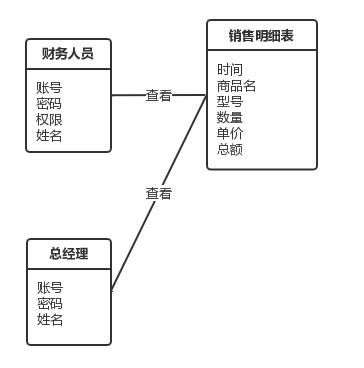 财务人员
账号
密码
权限
姓名
查看
销售明细表
时间
商品名
型号
数量
单价
总额
查看
总经理
账号
密码
姓名